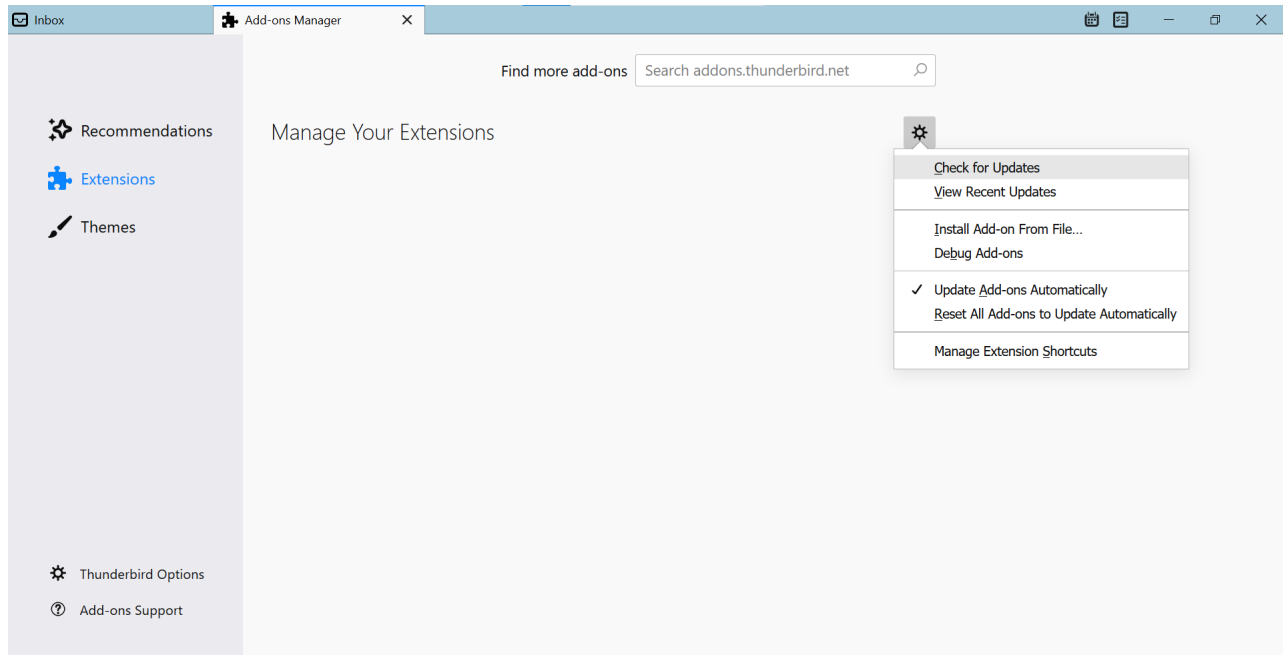 Inbox
Add-ons Manager
Find more add-ons
Search addons.thunderbird.net
Recommendations
Extensions
Themes
Manage Your Extensions
Check for Updates
View Recent Updates
Install Add-on From File...
Debug Add-ons
Update Add-ons Automatically
Reset All Add-ons to Update Automatically
Manage Extension Shortcuts
Thunderbird Options
Add-ons Support